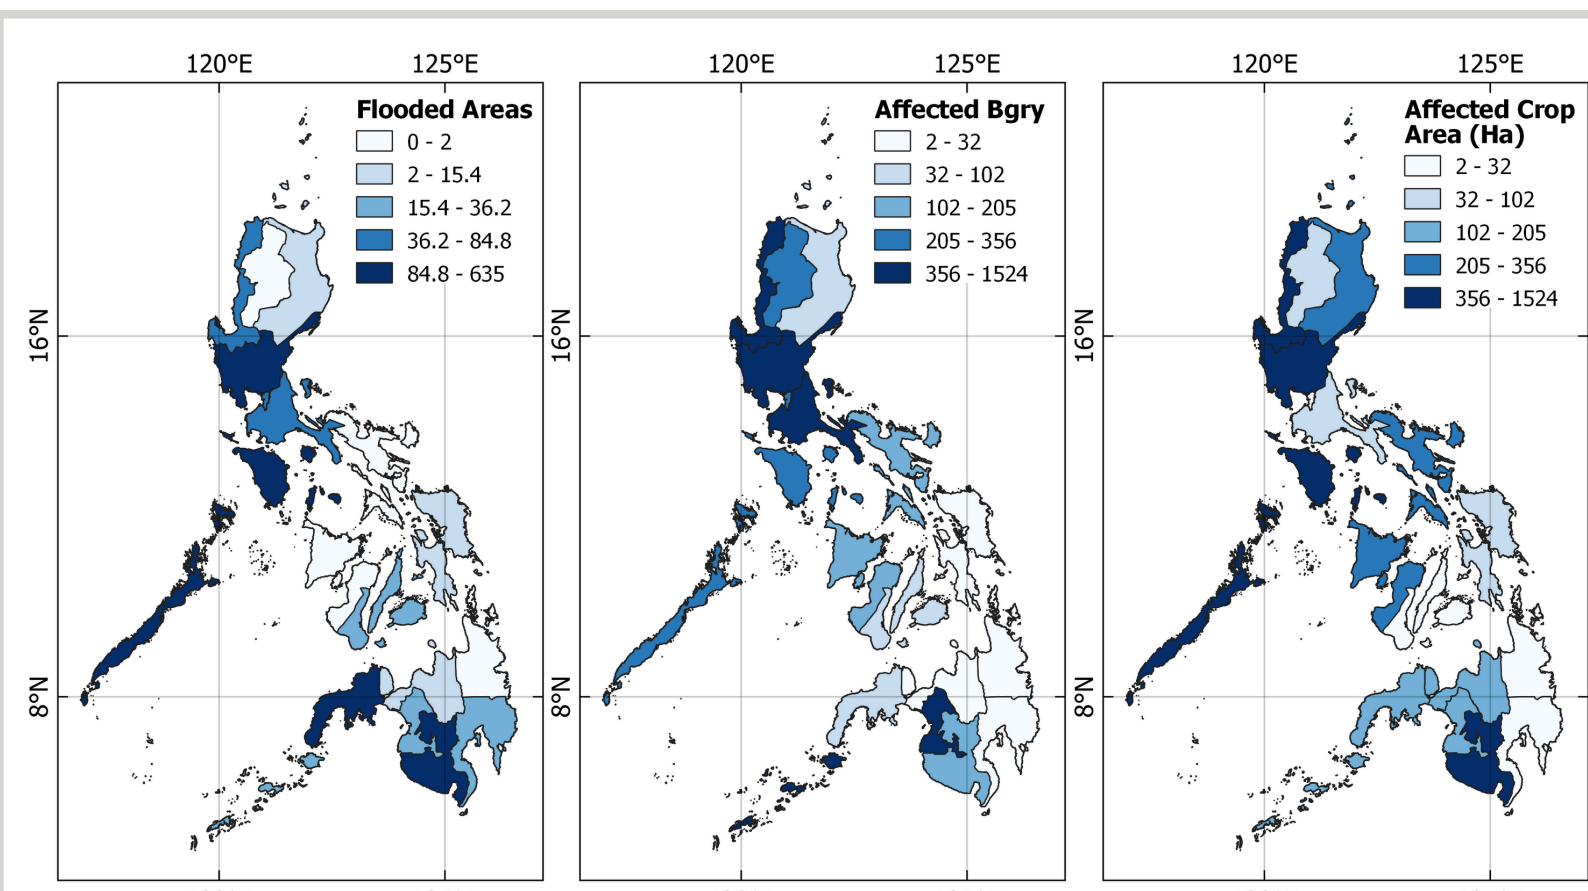 120°E 125°E 120°E 125°E 120°E 125°E
Flooded Areas
0 - 2
2 - 15.4
15.4 - 36.2
36.2 - 84.8
84.8 - 635
16°N
8°N
Affected Bgry
2 - 32
32 - 102
102 - 205
205 - 356
356 - 1524
16°N
8°N
Affected Crop
Area (Ha)
2 - 32
32 - 102
102 - 205
205 - 356
356 - 1524
16°N
8°N